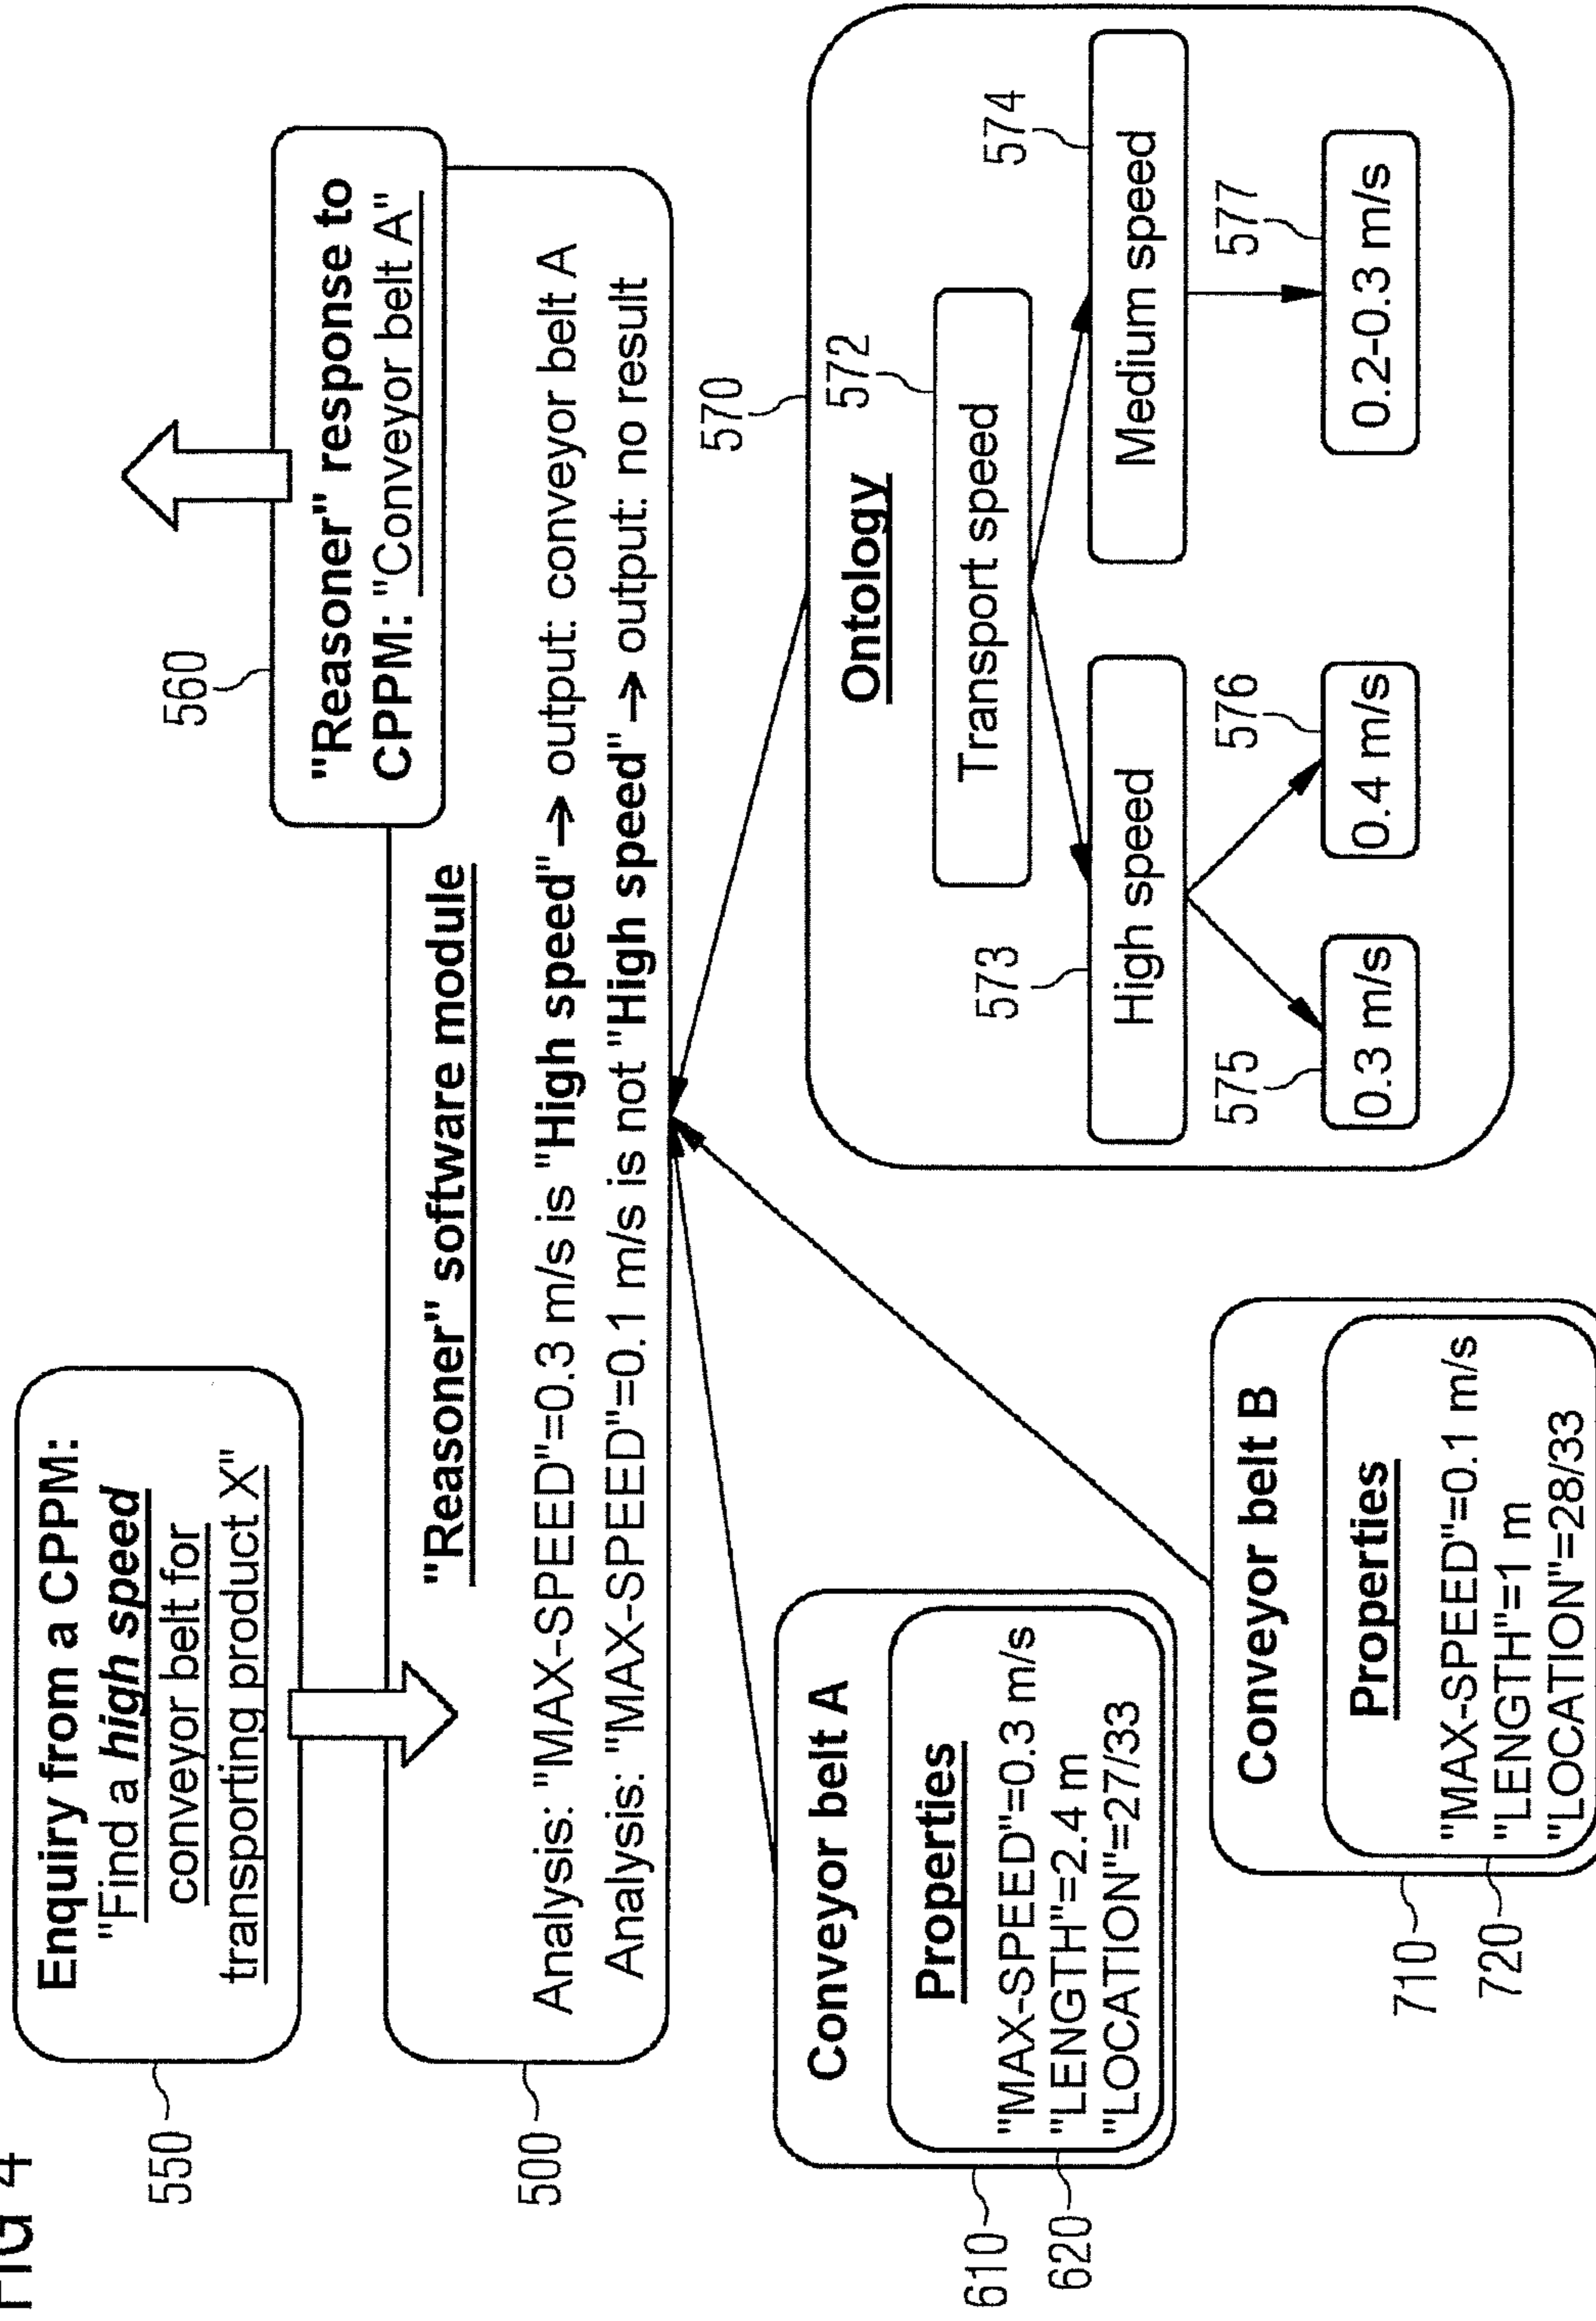 FIG 4
550
Enquiry from a CPPM:
"Find a high speed
conveyor belt for
transporting product X"
560
"Reasoner" response to
CPPM: "Conveyor belt A"
500
"Reasoner" software module
Analysis: "MAX-SPEED"=0.3 m/s is "High speed"→ output: conveyor belt A
Analysis: "MAX-SPEED"=0.1 m/s is not "High speed"→ output: no result
610
Conveyor belt A
620
Properties
"MAX-SPEED"=0.3 m/s
"LENGTH"=2.4 m
"LOCATION"=27/33
710
Conveyor belt B
720
Properties
"MAX-SPEED"=0.1 m/s
"LENGTH"=1 m
"LOCATION"=28/33
570
Ontology
572
Transport speed
573
High speed
574
Medium speed
575
0.3 m/s
576
0.4 m/s
577
0.2-0.3 m/s